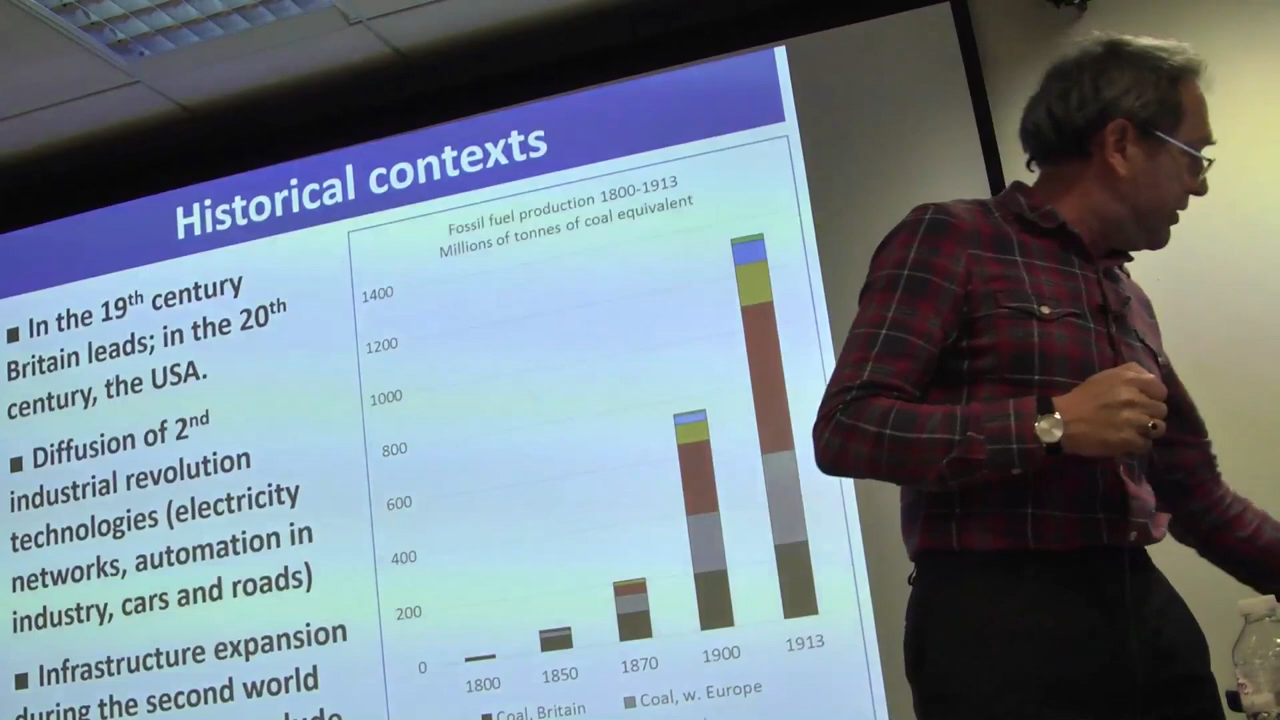 Historical contexts
■ In the 19th century
Britain leads; in the 20th
century, the USA.
■ Diffusion of 2nd
industrial revolution
technologies (electricity
networks, automation in
industry, cars and roads)
■ Infrastructure expansion
during the second world
Fossil fuel production 1800-1913
Millions of tonnes of coal equivalent
1400
1200
1000
800
600
400
200
0
1800 1850 1870 1900 1913
Coal, Britain Coal, w. Europe